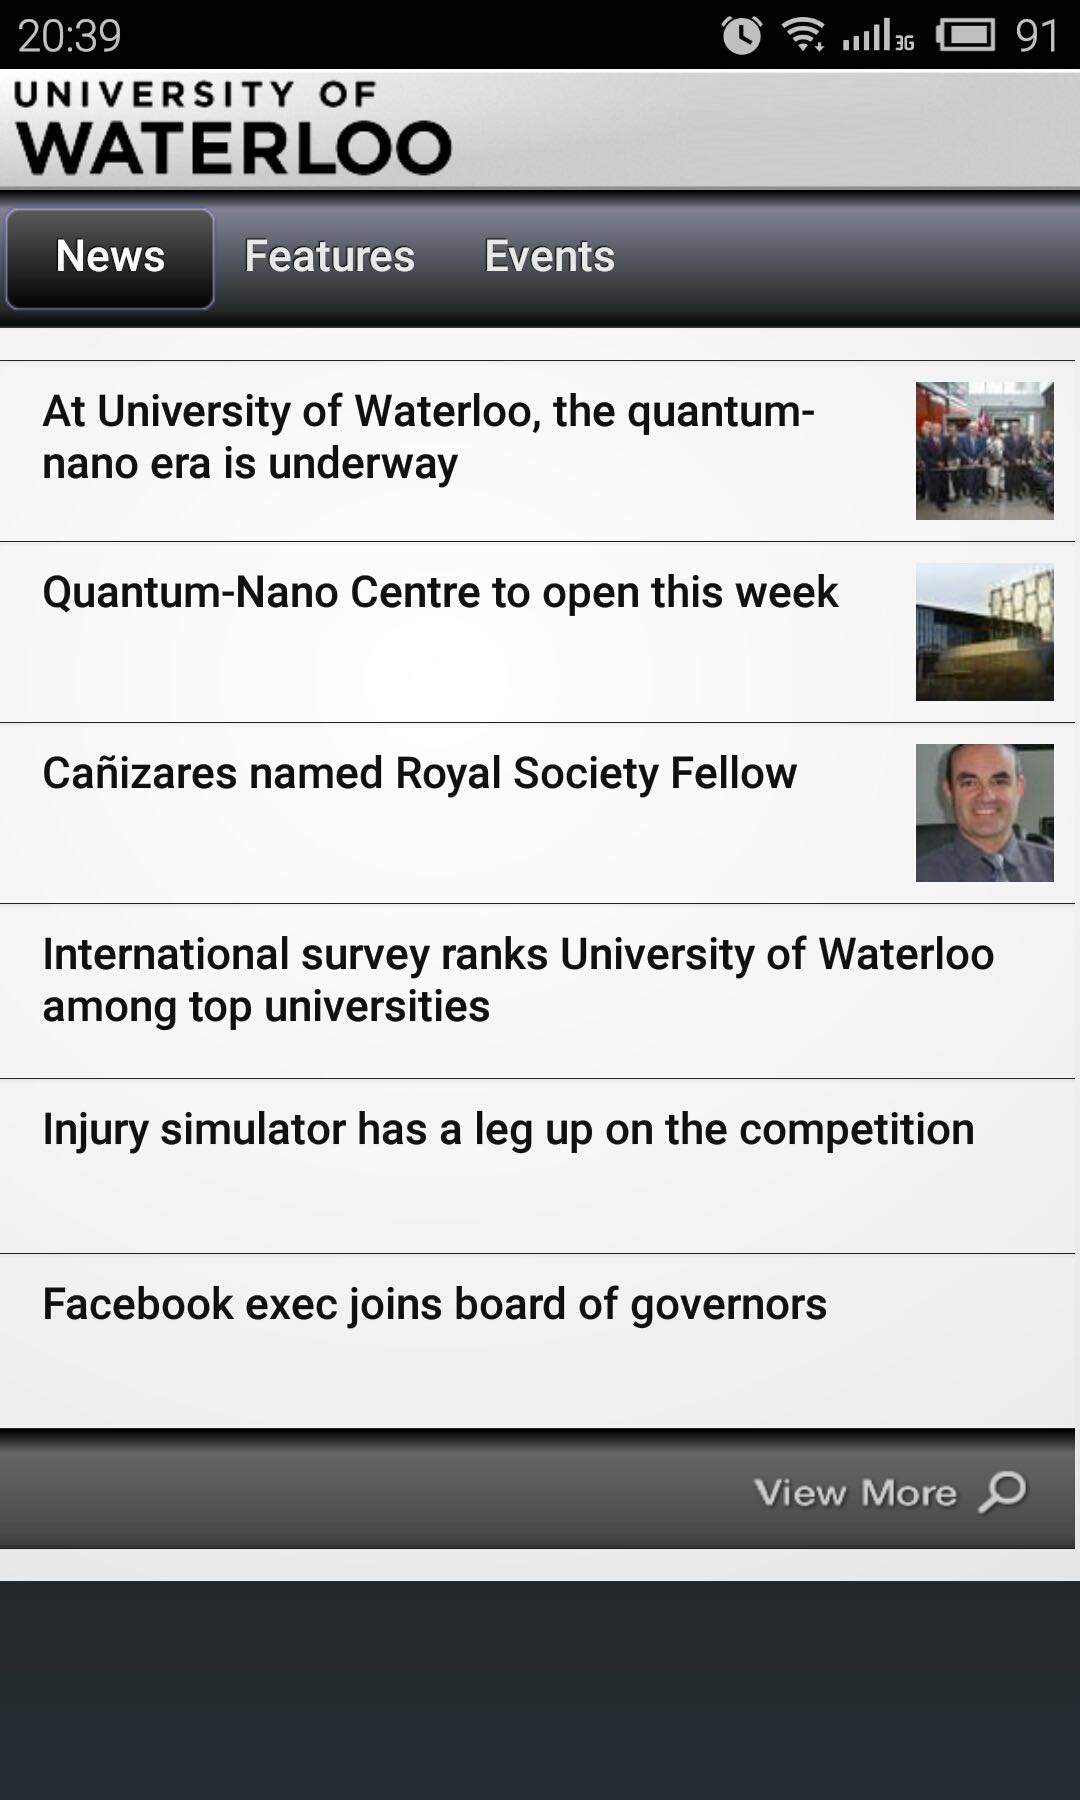 20:39
3G
91
UNIVERSITY OF
WATERLOO
News Features Events
At University of Waterloo, the quantum-
nano era is underway
Quantum-Nano Centre to open this week
Cañizares named Royal Society Fellow
International survey ranks University of Waterloo
among top universities
Injury simulator has a leg up on the competition
Facebook exec joins board of governors
View More